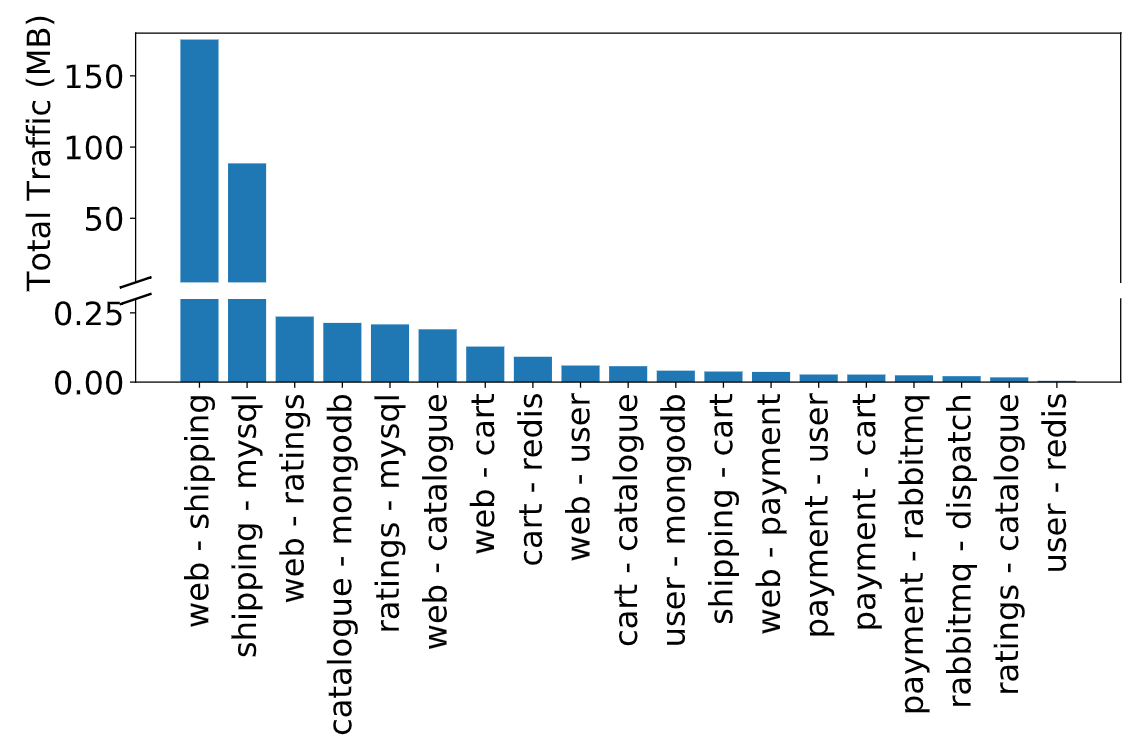 Total Traffic (MB)
150
100
50
0.25
0.00
web - shipping
shipping - mysql
web - ratings
catalogue - mongodb
ratings - mysql
web - catalogue
web - cart
cart - redis
web - user
cart - catalogue
user - mongodb
shipping - cart
web - payment
payment - user
payment - cart
payment - rabbitmq
rabbitmq - dispatch
ratings - catalogue
user - redis